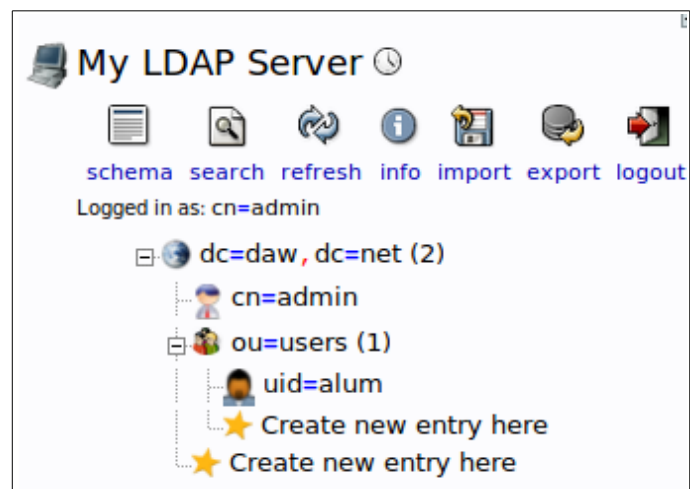 My LDAP Server
schema search refresh info import export logout
Logged in as: cn=admin
dc=daw,dc=net (2)
cn=admin
ou=users (1)
uid=alum
Create new entry here
Create new entry here